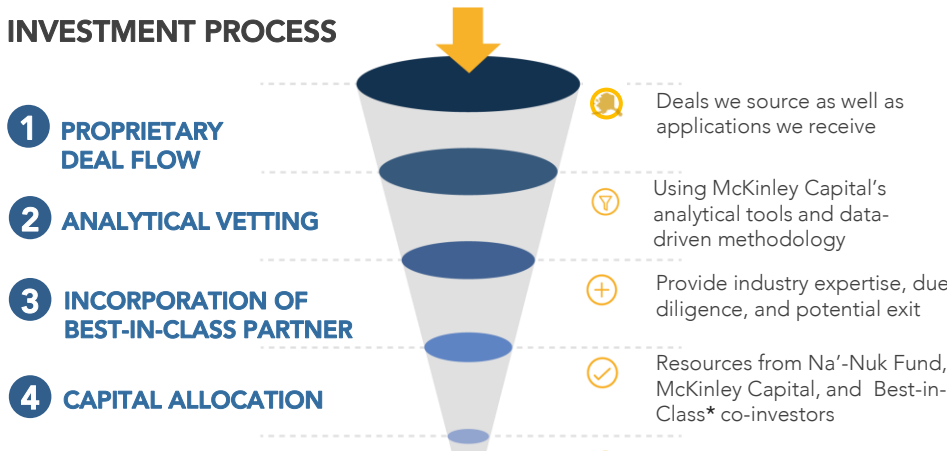 INVESTMENT PROCESS
1 PROPRIETARY
DEAL FLOW
Deals we source as well as
applications we receive
2 ANALYTICAL VETTING
Using McKinley Capital’s
analytical tools and data-
driven methodology
3 INCORPORATION OF
BEST-IN-CLASS PARTNER
Provide industry expertise, due
diligence, and potential exit
4 CAPITAL ALLOCATION
Resources from Na’-Nuk Fund,
McKinley Capital, and Best-in-
Class* co-investors